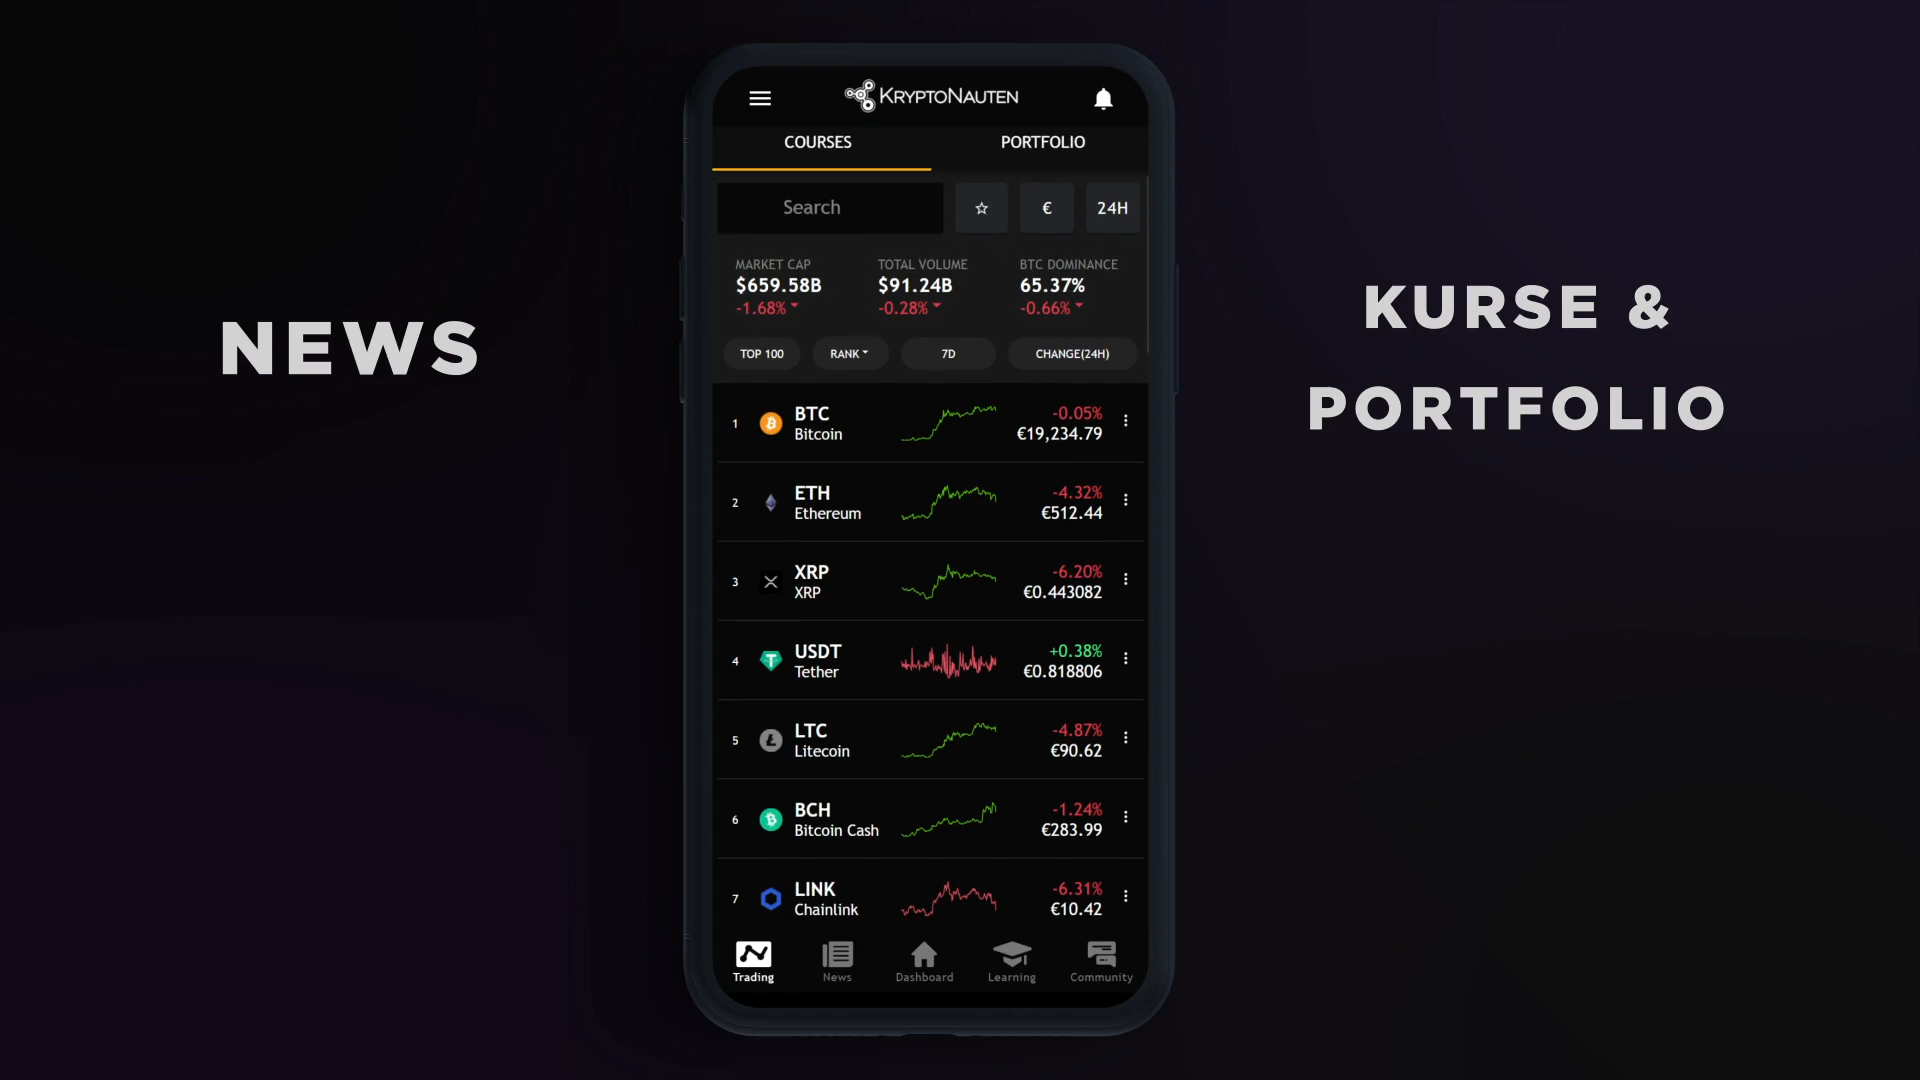 NEWS
KRYPTONAUTEN
COURSES PORTFOLIO
Search € 24H
MARKET CAP TOTAL VOLUME BTC DOMINANCE
$659.58B $91.24B 65.37%
-1.68% -0.28% -0.66%
TOP 100 RANK 7D CHANGE(24H)
1 BTC -0.05%
Bitcoin €19,234.79
2 ETH -4.32%
Ethereum €512.44
3 XRP -6.20%
XRP €0.443082
4 USDT +0.38%
Tether €0.818806
5 LTC -4.87%
Litecoin €90.62
6 BCH -1.24%
Bitcoin Cash €283.99
7 LINK -6.31%
Chainlink €10.42
Trading News Dashboard Learning Community
KURSE &
PORTFOLIO